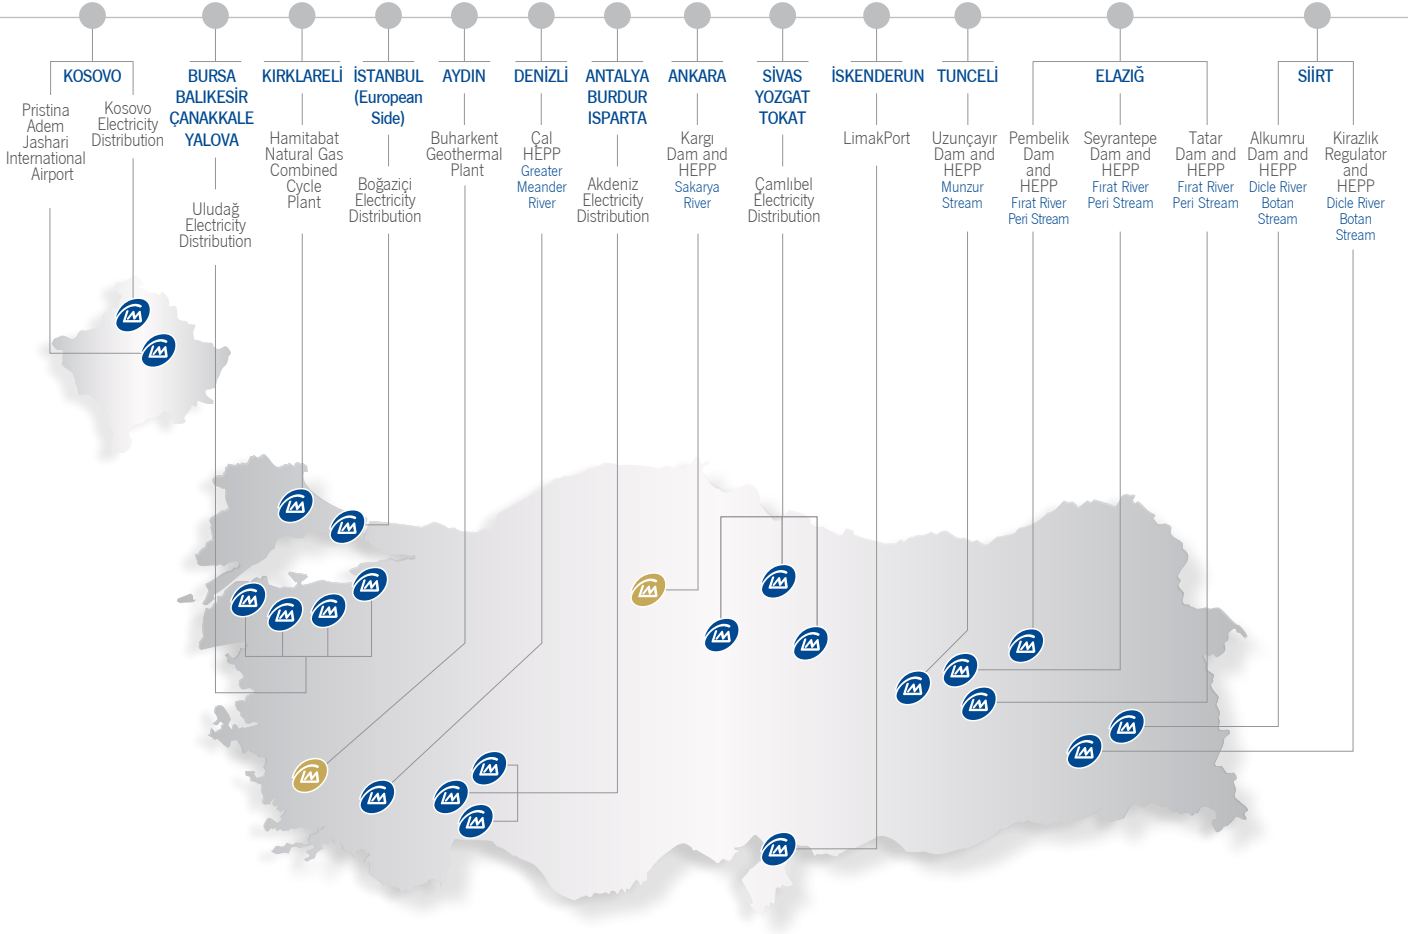 KOSOVO
Pristina
Adem
Jashari
International
Airport
Kosovo
Electricity
Distribution
BURSA
BALIKESİR
ÇANAKKALE
YALOVA
Uludağ
Electricity
Distribution
KIRKLARELİ
Hamitabat
Natural Gas
Combined
Cycle
Plant
İSTANBUL
(European
Side)
Boğaziçi
Electricity
Distribution
AYDIN
Buharkent
Geothermal
Plant
DENİZLİ
Çal
HEPP
Greater
Meander
River
ANTALYA
BURDUR
ISPARTA
Akdeniz
Electricity
Distribution
ANKARA
Kargı
Dam and
HEPP
Sakarya
River
SİVAS
YOZGAT
TOKAT
Çamlıbel
Electricity
Distribution
İSKENDERUN
LimakPort
TUNCELİ
Uzunçayır
Dam and
HEPP
Munzur
Stream
ELAZIĞ
Pembelik
Dam
and
HEPP
Fırat River
Peri Stream
Seyrantepe
Dam and
HEPP
Fırat River
Peri Stream
Tatar
Dam and
HEPP
Fırat River
Peri Stream
SİİRT
Alkumru
Dam and
HEPP
Dicle River
Botan
Stream
Kirazlık
Regulator
and
HEPP
Dicle River
Botan
Stream